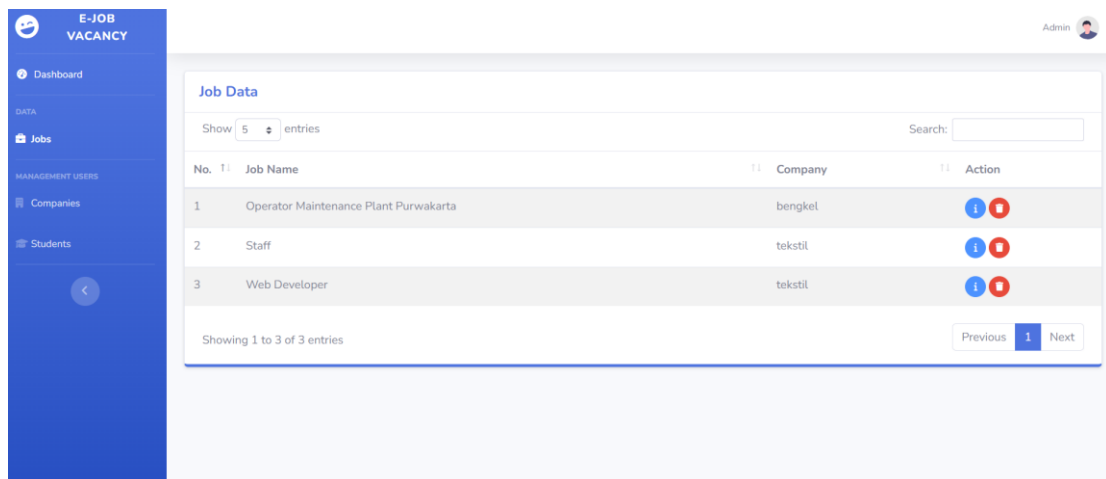 E-JOB
VACANCY
Admin
Dashboard
DATA
Jobs
MANAGEMENT USERS
Companies
Students
Job Data
Show 5 entries
Search:
No. Job Name Company Action
1 Operator Maintenance Plant Purwakarta bengkel
2 Staff tekstil
3 Web Developer tekstil
Showing 1 to 3 of 3 entries
Previous 1 Next